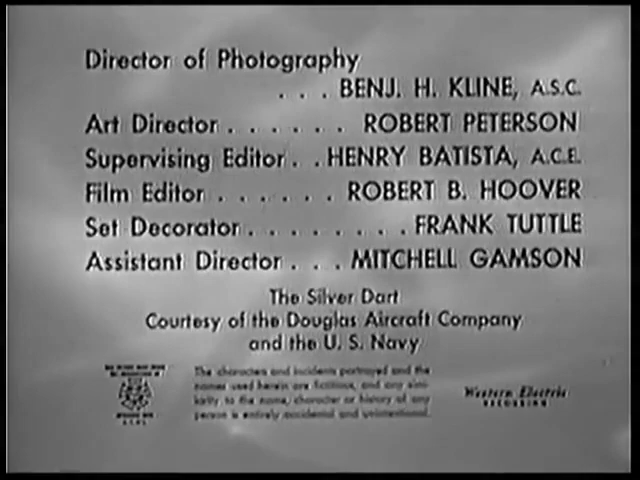 Director of Photography
. . . BENJ. H. KLINE, A.S.C.
Art Director . . . . . . ROBERT PETERSON
Supervising Editor . . HENRY BATISTA, A.C.E.
Film Editor . . . . . . ROBERT B. HOOVER
Set Decorator . . . . . . . . FRANK TUTTLE
Assistant Director . . . MITCHELL GAMSON
The Silver Dart
Courtesy of the Douglas Aircraft Company
and the U. S. Navy
The characters and incidents portrayed and the
names used herein are fictitious, and any simi-
larity to the name, character or history of any
person is entirely accidental and unintentional.
Western Electric
RECORDING